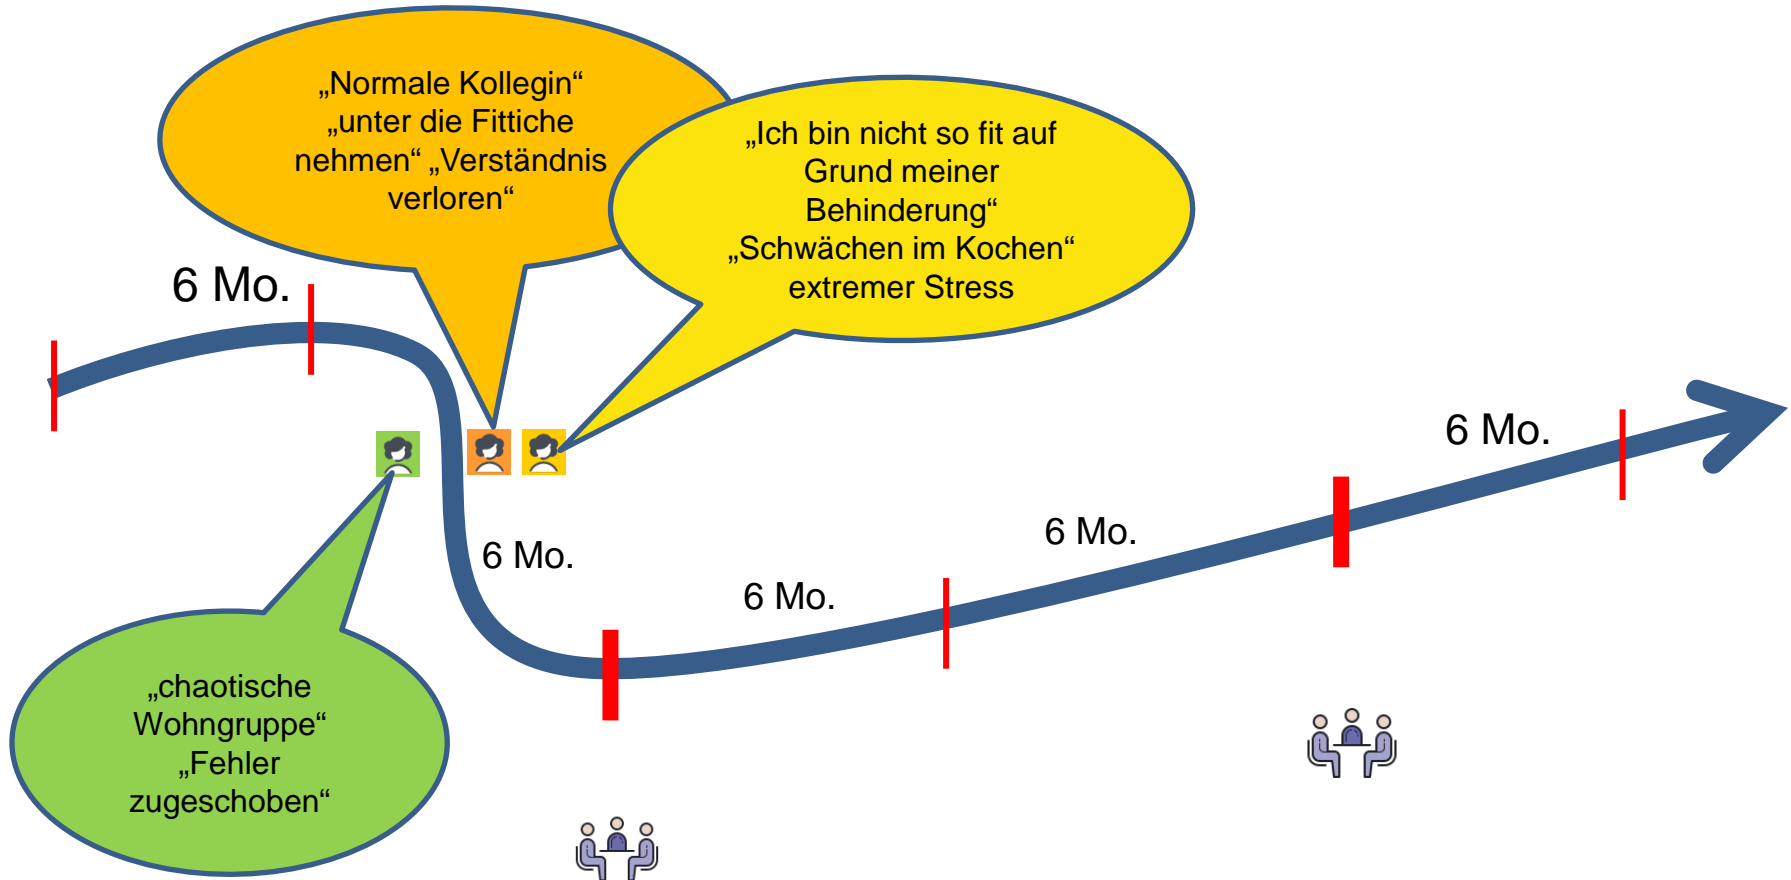 „Normale Kollegin“
„unter die Fittiche
nehmen“ „Verständnis
verloren“
„Ich bin nicht so fit auf
Grund meiner
Behinderung“
„Schwächen im Kochen“
extremer Stress
6 Mo.
6 Mo.
6 Mo.
6 Mo.
6 Mo.
„chaotische
Wohngruppe“
„Fehler
zugeschoben“